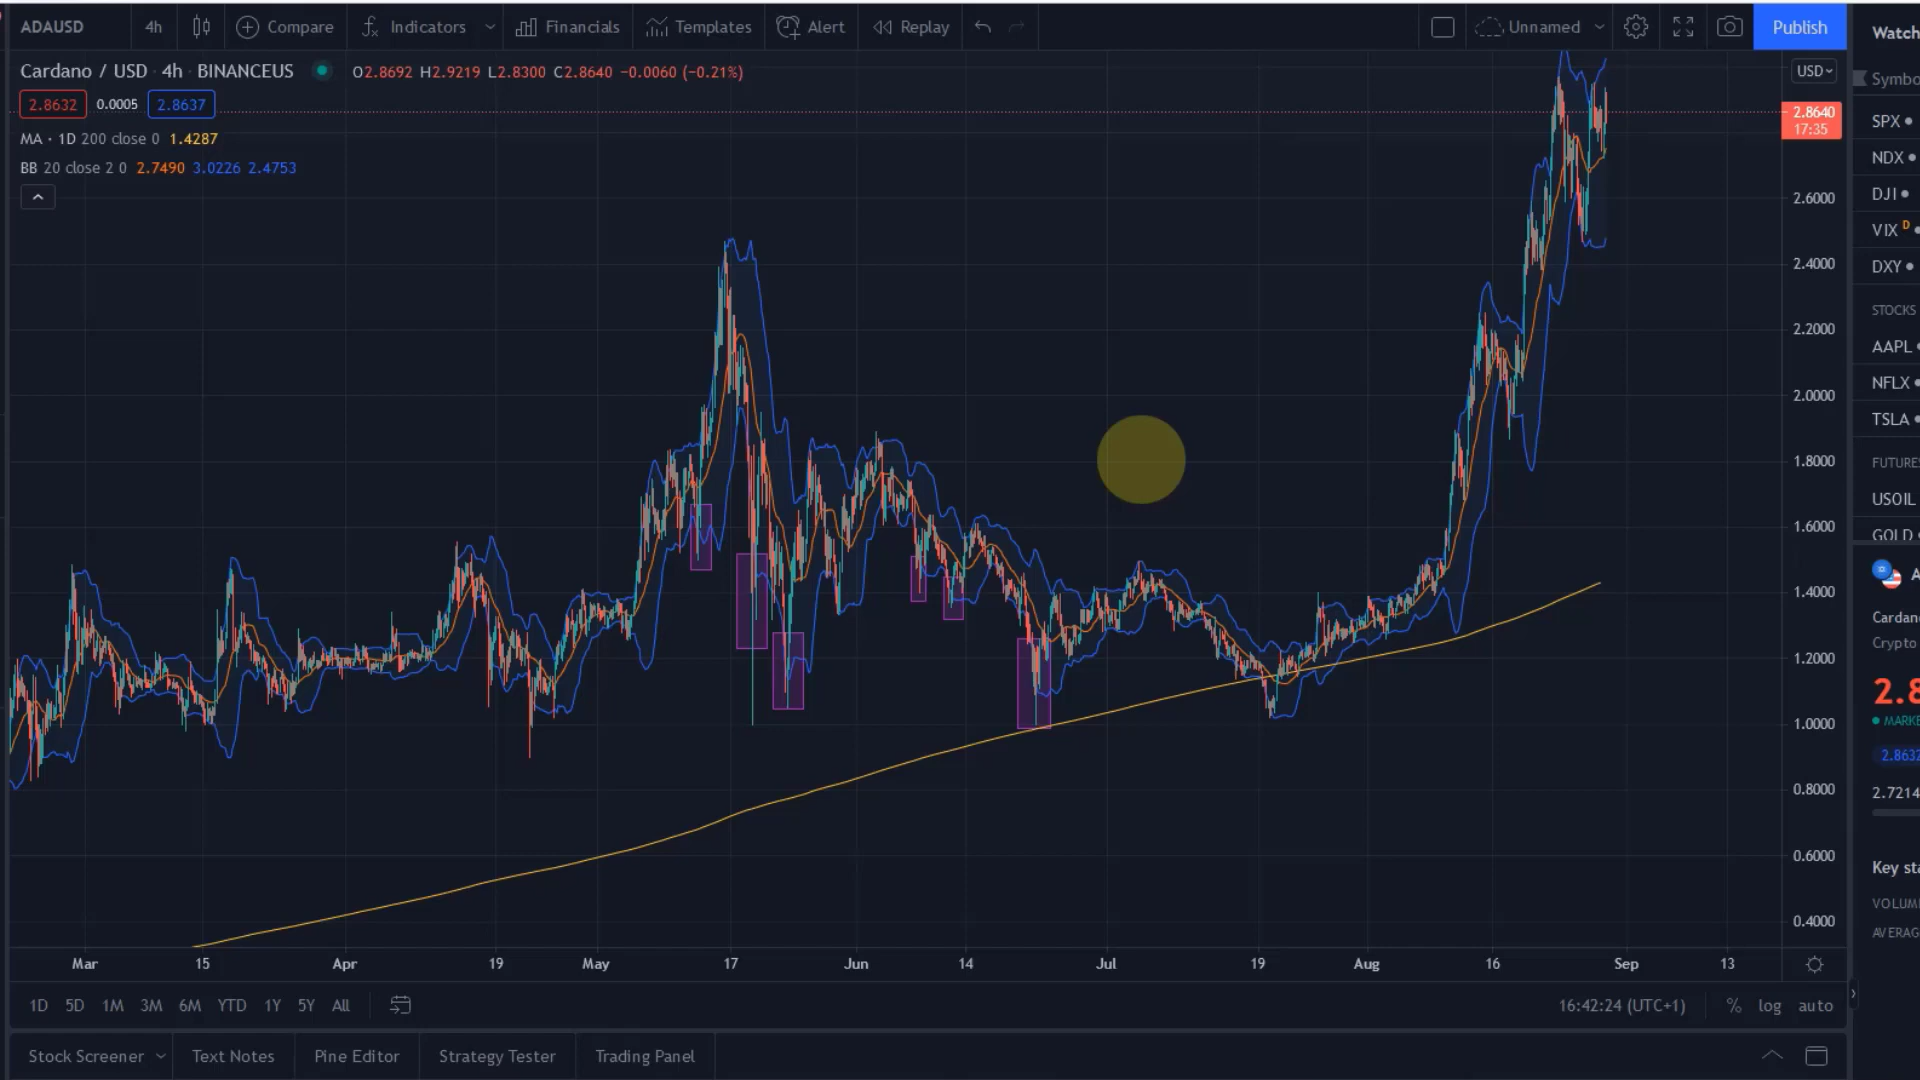 ADAUSD 4h Compare Indicators Financials Templates Alert Replay Unnamed Publish
Cardano / USD · 4h · BINANCEUS O2.8692 H2.9219 L2.8300 C2.8640 −0.0060 (−0.21%)
USD
2.8632 0.0005 2.8637
MA · 1D 200 close 0 1.4287
BB 20 close 2 0 2.7490 3.0226 2.4753
2.8640
17:35
2.6000
2.4000
2.2000
2.0000
1.8000
1.6000
1.4000
1.2000
1.0000
0.8000
0.6000
0.4000
Mar 15 Apr 19 May 17 Jun 14 Jul 19 Aug 16 Sep 13
1D 5D 1M 3M 6M YTD 1Y 5Y All 16:42:24 (UTC+1) % log auto
Stock Screener Text Notes Pine Editor Strategy Tester Trading Panel
Watch
Symbo
SPX
NDX
DJI
VIX D
DXY
STOCKS
AAPL
NFLX
TSLA
FUTURES
USOIL
GOLD
A
Cardan
Crypto
2.8
MARKE
2.8632
2.7214
Key sta
VOLUM
AVERAG